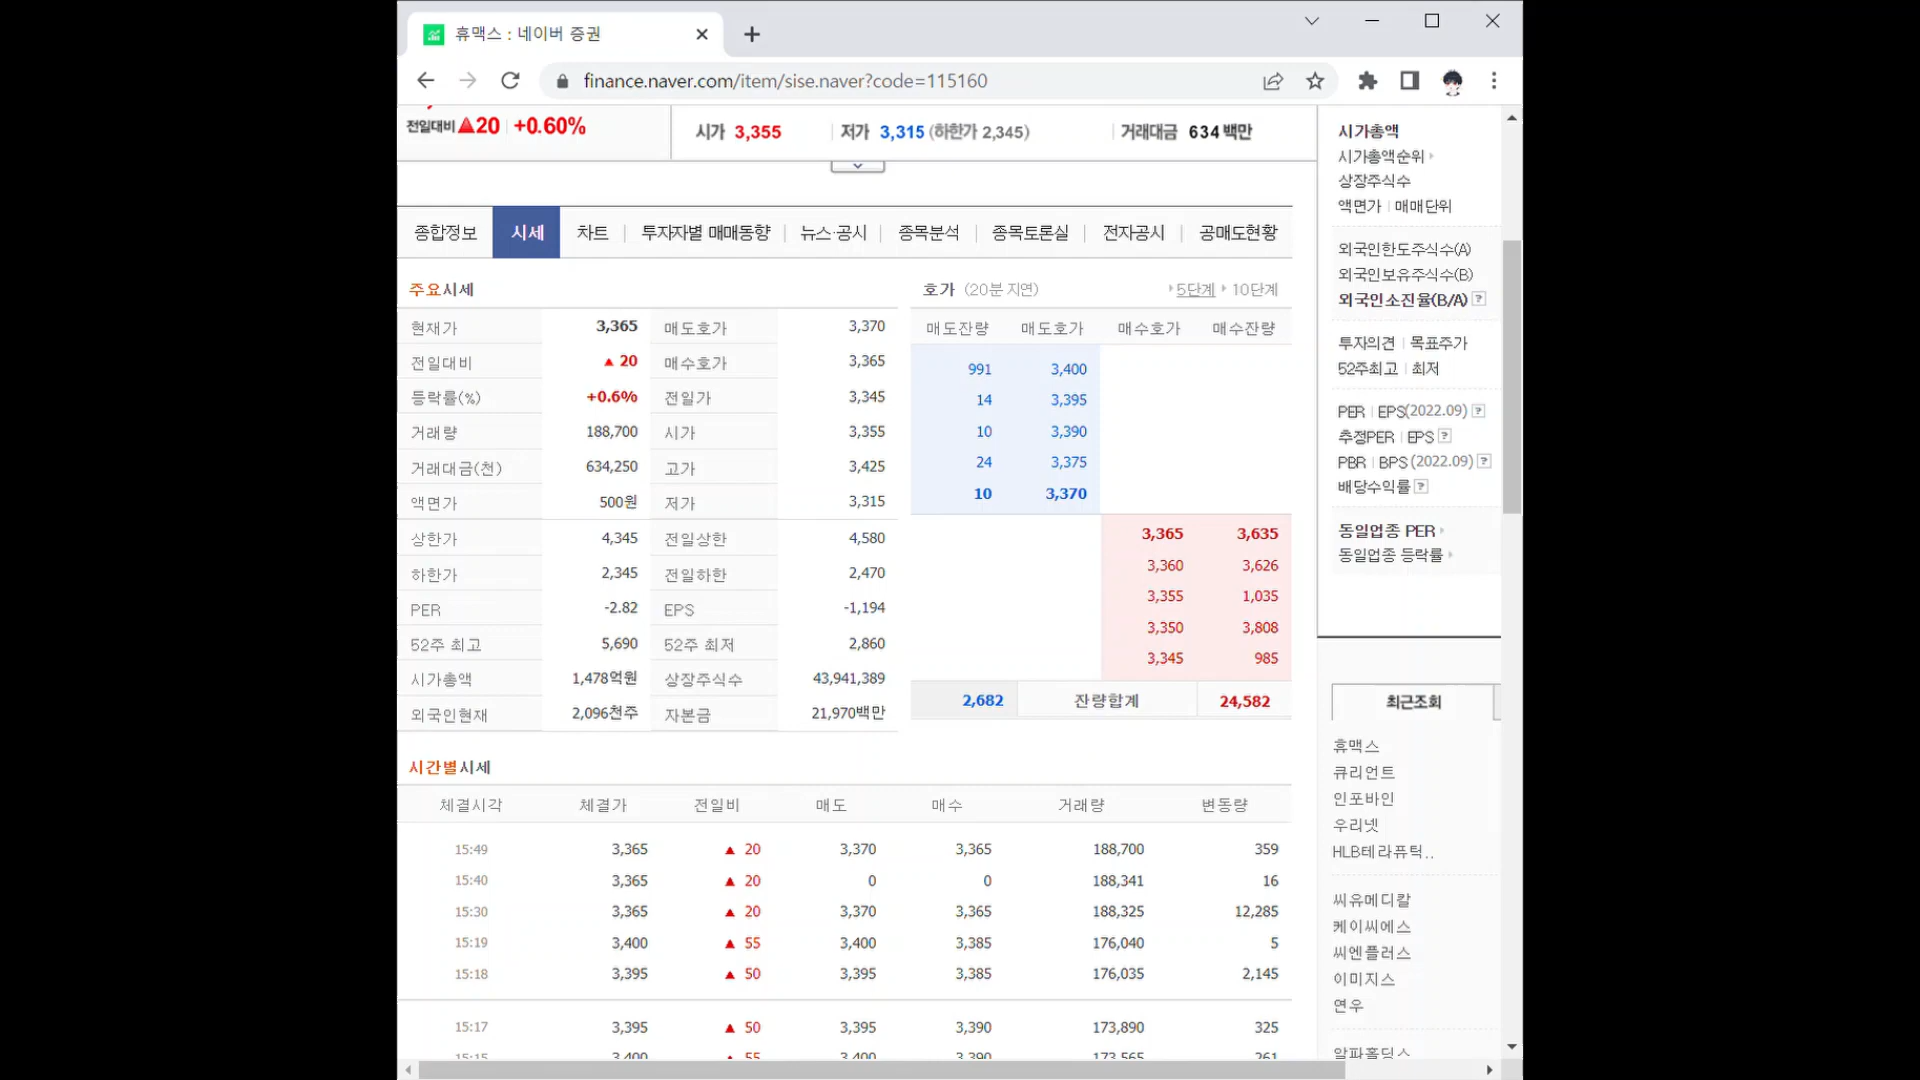 휴맥스 : 네이버 증권
finance.naver.com/item/sise.naver?code=115160
전일대비 ▲20 +0.60%
시가 3,355 저가 3,315 (하한가 2,345) 거래대금 634 백만
종합정보 시세 차트 투자자별 매매동향 뉴스·공시 종목분석 종목토론실 전자공시 공매도현황
주요시세
현재가 3,365 매도호가 3,370
전일대비 ▲ 20 매수호가 3,365
등락률(%) +0.6% 전일가 3,345
거래량 188,700 시가 3,355
거래대금(천) 634,250 고가 3,425
액면가 500원 저가 3,315
상한가 4,345 전일상한 4,580
하한가 2,345 전일하한 2,470
PER -2.82 EPS -1,194
52주 최고 5,690 52주 최저 2,860
시가총액 1,478억원 상장주식수 43,941,389
외국인현재 2,096천주 자본금 21,970백만
호가 (20분 지연) 5단계 10단계
매도잔량 매도호가 매수호가 매수잔량
991 3,400
14 3,395
10 3,390
24 3,375
10 3,370
3,365 3,635
3,360 3,626
3,355 1,035
3,350 3,808
3,345 985
2,682 잔량합계 24,582
시간별시세
체결시각 체결가 전일비 매도 매수 거래량 변동량
15:49 3,365 ▲ 20 3,370 3,365 188,700 359
15:40 3,365 ▲ 20 0 0 188,341 16
15:30 3,365 ▲ 20 3,370 3,365 188,325 12,285
15:19 3,400 ▲ 55 3,400 3,385 176,040 5
15:18 3,395 ▲ 50 3,395 3,385 176,035 2,145
15:17 3,395 ▲ 50 3,395 3,390 173,890 325
15:15 3,400 ▲ 55 3,400 3,390 173,565 261
시가총액
시가총액순위
상장주식수
액면가 | 매매단위
외국인한도주식수(A)
외국인보유주식수(B)
외국인소진율(B/A) ?
투자의견 | 목표주가
52주최고 | 최저
PER | EPS(2022.09) ?
추정PER | EPS ?
PBR | BPS (2022.09) ?
배당수익률 ?
동일업종 PER
동일업종 등락률
최근조회
휴맥스
큐리언트
인포바인
우리넷
HLB테라퓨틱..
씨유메디칼
케이씨에스
씨엔플러스
이미지스
연우
알파홀딩스